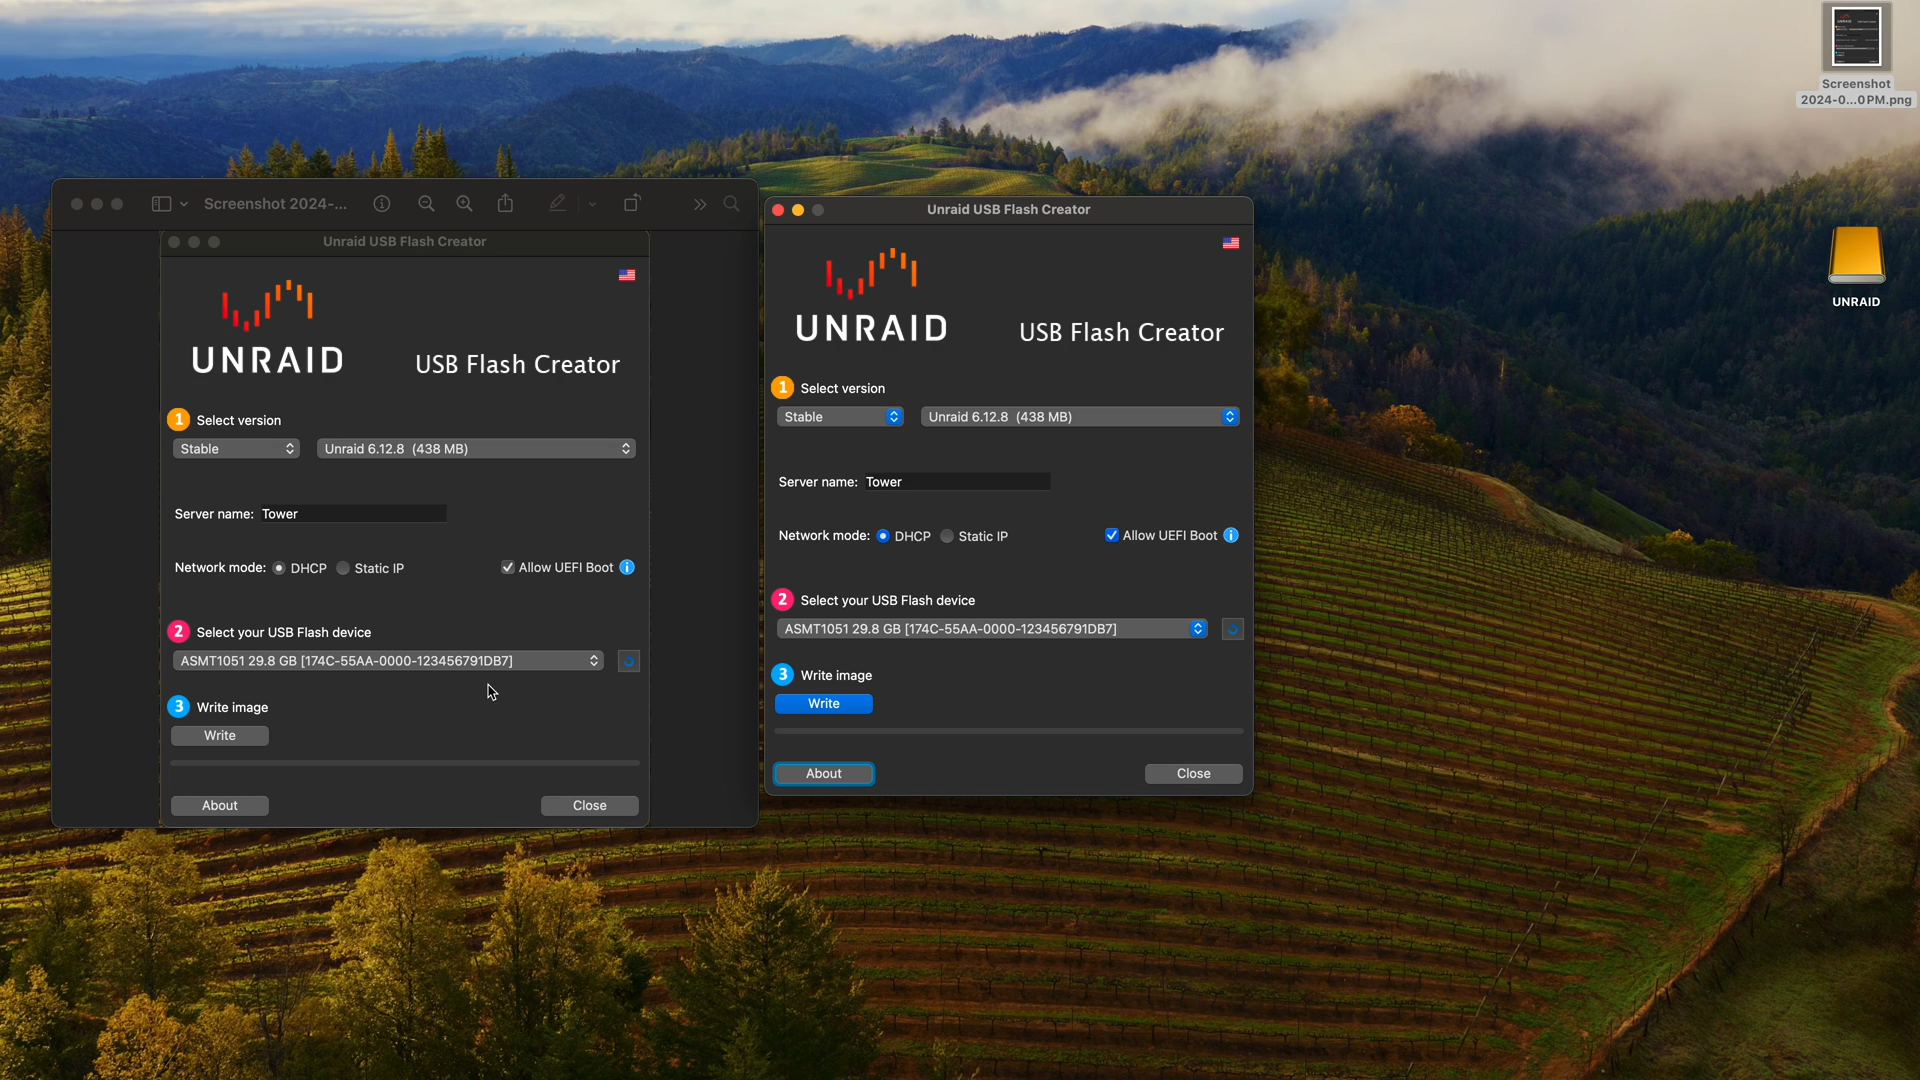 Screenshot
2024-0...0 PM.png
UNRAID
Screenshot 2024-...
Unraid USB Flash Creator
UNRAID
USB Flash Creator
1 Select version
Stable
Unraid 6.12.8 (438 MB)
Server name: Tower
Network mode: DHCP Static IP
Allow UEFI Boot i
2 Select your USB Flash device
ASMT1051 29.8 GB [174C-55AA-0000-123456791DB7]
3 Write image
Write
About
Close
Unraid USB Flash Creator
UNRAID
USB Flash Creator
1 Select version
Stable
Unraid 6.12.8 (438 MB)
Server name: Tower
Network mode: DHCP Static IP
Allow UEFI Boot i
2 Select your USB Flash device
ASMT1051 29.8 GB [174C-55AA-0000-123456791DB7]
3 Write image
Write
About
Close